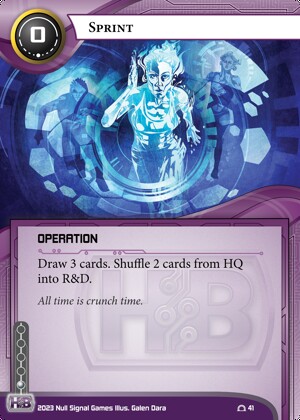 0
Sprint
OPERATION
Draw 3 cards. Shuffle 2 cards from HQ
into R&D.
All time is crunch time.
HB
HB
2023 Null Signal Games Illus. Galen Dara
41